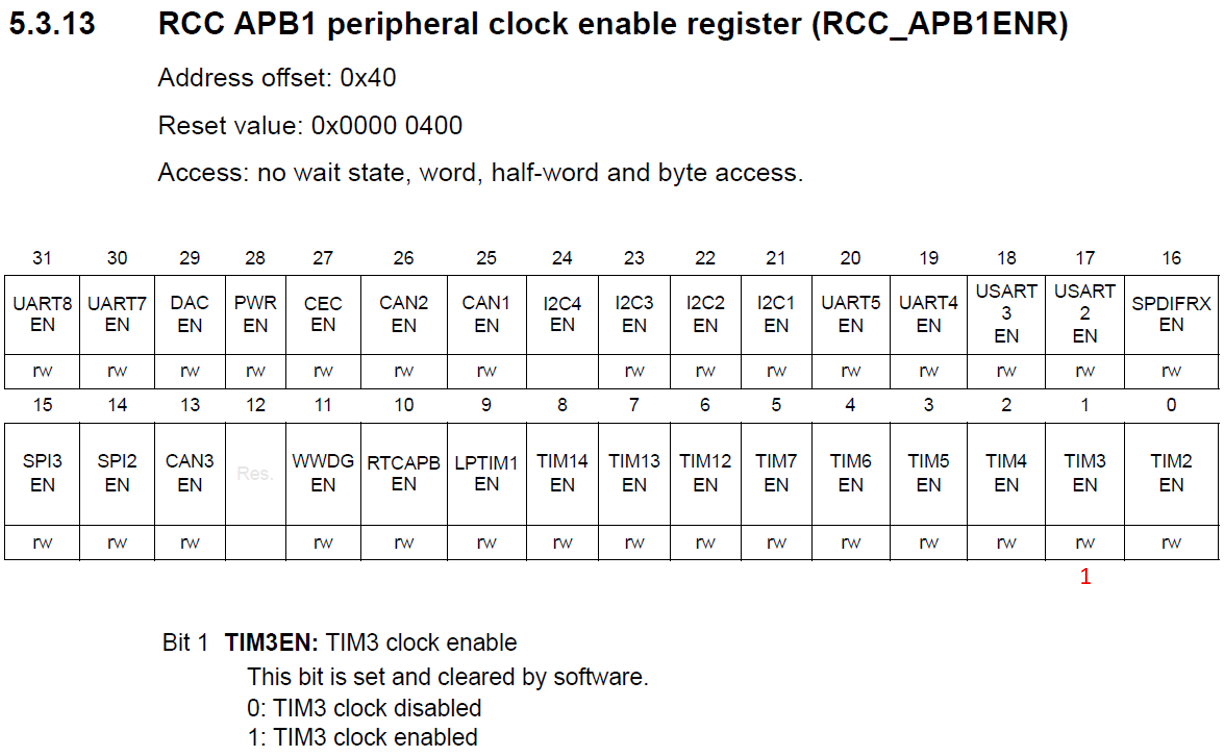 5.3.13 RCC APB1 peripheral clock enable register (RCC_APB1ENR)
Address offset: 0x40
Reset value: 0x0000 0400
Access: no wait state, word, half-word and byte access.
31 30 29 28 27 26 25 24 23 22 21 20 19 18 17 16
UART8 EN UART7 EN DAC EN PWR EN CEC EN CAN2 EN CAN1 EN I2C4 EN I2C3 EN I2C2 EN I2C1 EN UART5 EN UART4 EN USART 3 EN USART 2 EN SPDIFRX EN
rw rw rw rw rw rw rw rw rw rw rw rw rw rw rw
15 14 13 12 11 10 9 8 7 6 5 4 3 2 1 0
SPI3 EN SPI2 EN CAN3 EN Res. WWDG EN RTCAPB EN LPTIM1 EN TIM14 EN TIM13 EN TIM12 EN TIM7 EN TIM6 EN TIM5 EN TIM4 EN TIM3 EN TIM2 EN
rw rw rw rw rw rw rw rw rw rw rw rw rw rw rw
1
Bit 1 TIM3EN: TIM3 clock enable
This bit is set and cleared by software.
0: TIM3 clock disabled
1: TIM3 clock enabled